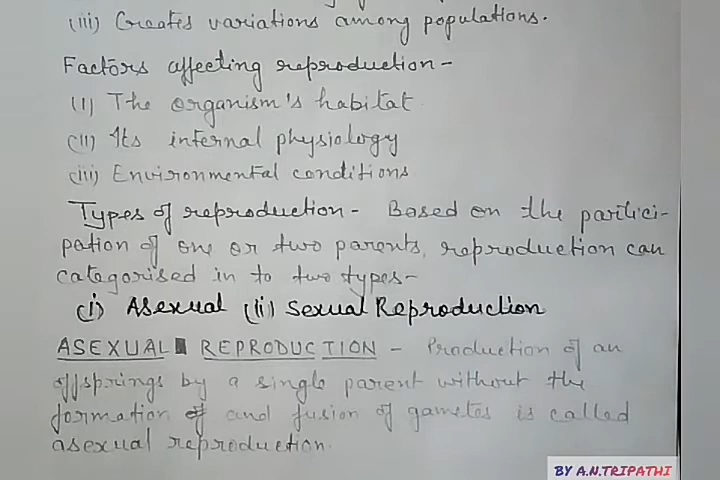 (iii) Creates variations among populations.
Factors affecting reproduction -
(I) The organism's habitat
(II) Its internal physiology
(iii) Environmental conditions
Types of reproduction - Based on the partici-
pation of one or two parents, reproduction can
categorised in to two types -
(i) Asexual (ii) Sexual Reproduction
ASEXUAL REPRODUCTION - Production of an
offsprings by a single parent without the
formation of and fusion of gametes is called
asexual reproduction.
BY A.N.TRIPATHI